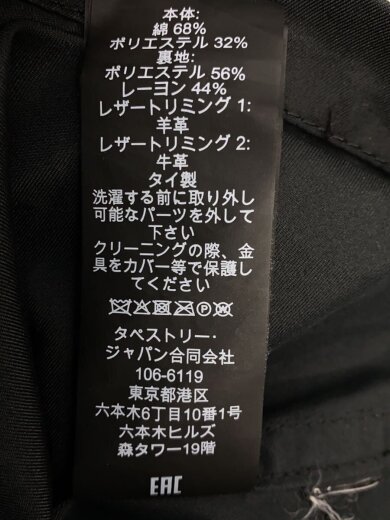 本体:
綿 68%
ポリエステル 32%
裏地:
ポリエステル 56%
レーヨン 44%
レザートリミング 1:
羊革
レザートリミング 2:
牛革
タイ製
洗濯する前に取り外し
可能なパーツを外して
下さい
クリーニングの際、金
具をカバー等で保護し
てください
タペストリー・
ジャパン合同会社
106-6119
東京都港区
六本木6丁目10番1号
六本木ヒルズ
森タワー19階
EAC